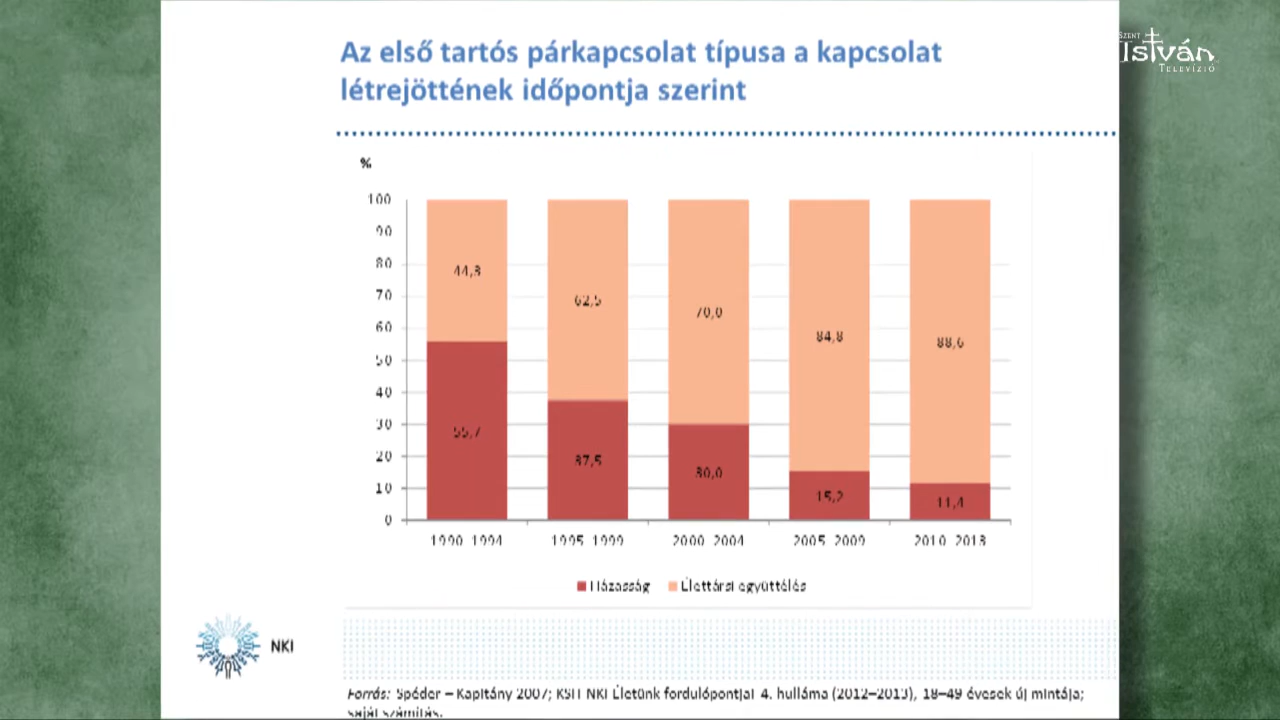 Az első tartós párkapcsolat típusa a kapcsolat
létrejöttének időpontja szerint
SZENT
ISTVÁN
TELEVÍZIÓ
%
100
90
80
70
60
50
40
30
20
10
0
44,3 62,5 70,0 84,8 88,6
55,7 37,5 30,0 15,2 11,4
1990–1994 1995–1999 2000–2004 2005–2009 2010–2013
Házasság Élettársi együttélés
NKI
Forrás: Spéder – Kapitány 2007; KSH NKI Életünk fordulópontjai 4. hulláma (2012–2013), 18–49 évesek új mintája;
saját számítás.